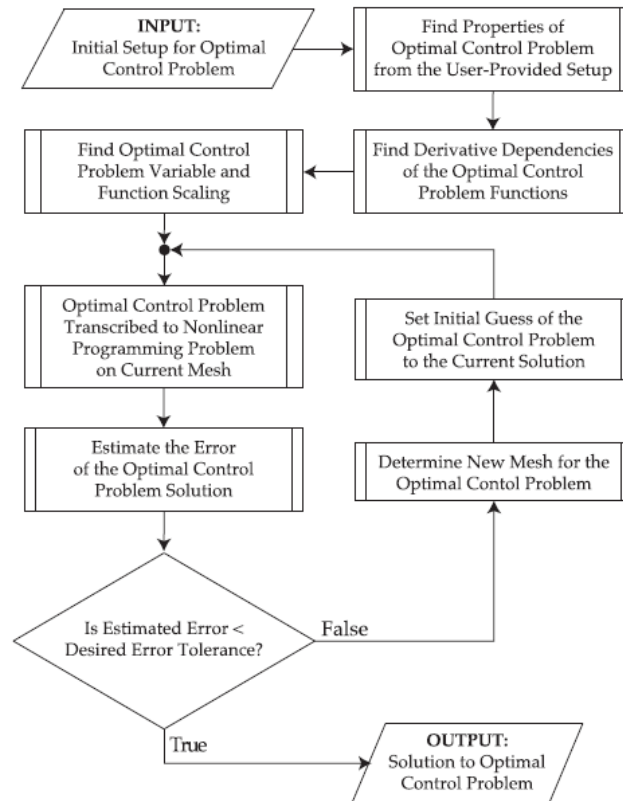 INPUT:
Initial Setup for Optimal
Control Problem
Find Properties of
Optimal Control Problem
from the User-Provided Setup
Find Derivative Dependencies
of the Optimal Control
Problem Functions
Find Optimal Control
Problem Variable and
Function Scaling
Optimal Control Problem
Transcribed to Nonlinear
Programming Problem
on Current Mesh
Estimate the Error
of the Optimal Control
Problem Solution
Is Estimated Error <
Desired Error Tolerance?
False
Determine New Mesh for the
Optimal Contol Problem
Set Initial Guess of the
Optimal Control Problem
to the Current Solution
True
OUTPUT:
Solution to Optimal
Control Problem